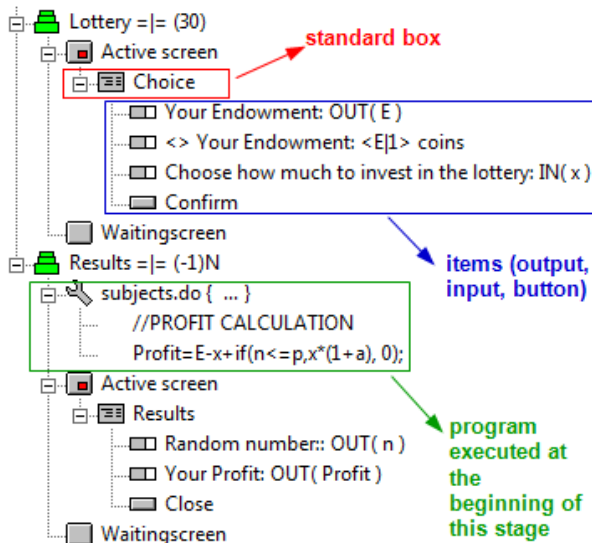 Lottery =|= (30)
standard box
Active screen
Choice
Your Endowment: OUT( E )
<> Your Endowment: <E|1> coins
Choose how much to invest in the lottery: IN( x )
Confirm
Waitingscreen
Results =|= (-1)N
items (output,
input, button)
subjects.do { ... }
//PROFIT CALCULATION
Profit=E-x+if(n<=p,x*(1+a), 0);
Active screen
Results
Random number:: OUT( n )
Your Profit: OUT( Profit )
Close
Waitingscreen
program
executed at
the
beginning of
this stage